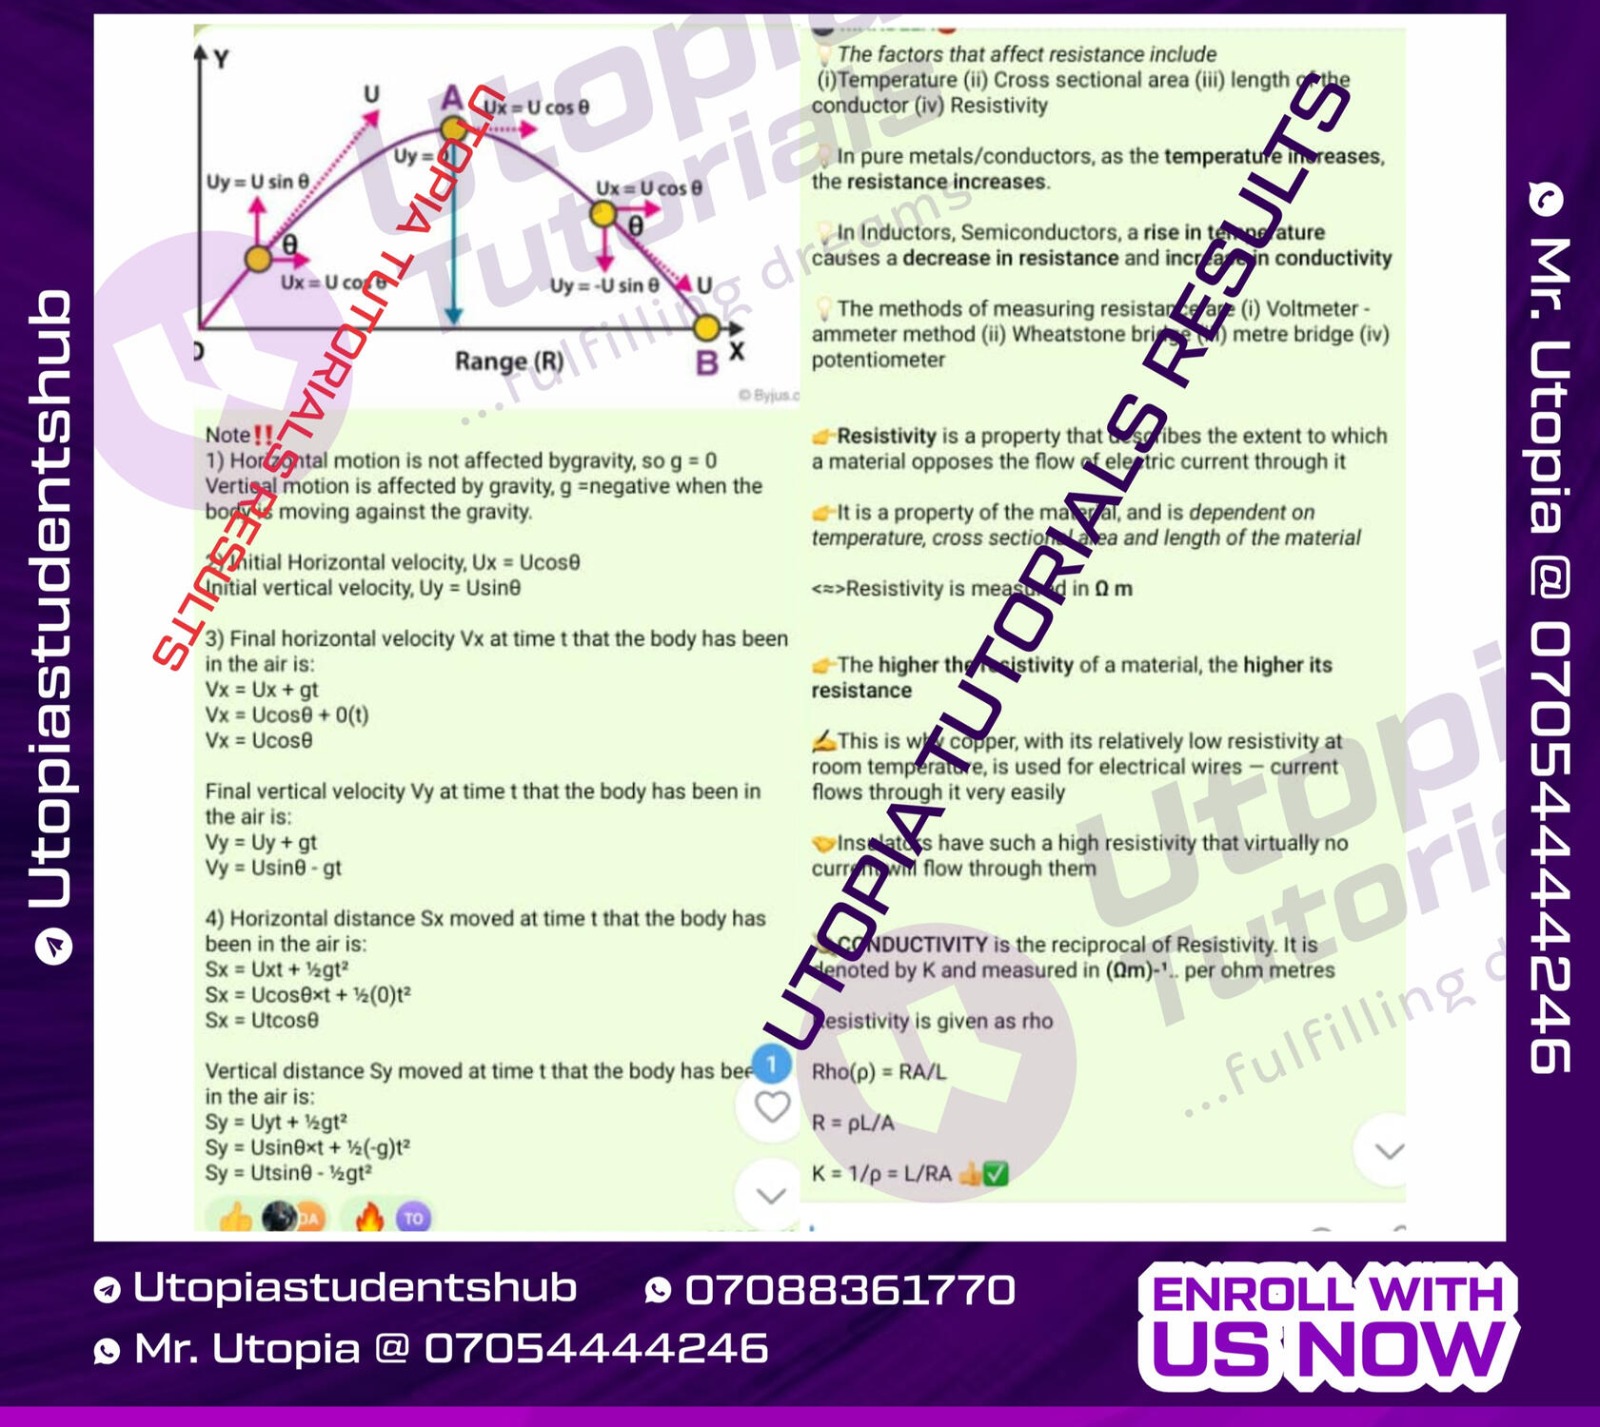 Y
U
A
Ux = U cos θ
Uy =
Uy = U sin θ
θ
Ux = U cos θ
Ux = U cos θ
θ
Uy = -U sin θ
U
Range (R)
B
X
© Byjus.c
Note‼️
1) Horizontal motion is not affected bygravity, so g = 0
Vertical motion is affected by gravity, g =negative when the
body is moving against the gravity.
2) Initial Horizontal velocity, Ux = Ucosθ
Initial vertical velocity, Uy = Usinθ
3) Final horizontal velocity Vx at time t that the body has been
in the air is:
Vx = Ux + gt
Vx = Ucosθ + 0(t)
Vx = Ucosθ
Final vertical velocity Vy at time t that the body has been in
the air is:
Vy = Uy + gt
Vy = Usinθ - gt
4) Horizontal distance Sx moved at time t that the body has
been in the air is:
Sx = Uxt + ½gt²
Sx = Ucosθxt + ½(0)t²
Sx = Utcosθ
Vertical distance Sy moved at time t that the body has bee
in the air is:
Sy = Uyt + ½gt²
Sy = Usinθxt + ½(-g)t²
Sy = Utsinθ - ½gt²
DA
TO
1
💡The factors that affect resistance include
(i)Temperature (ii) Cross sectional area (iii) length of the
conductor (iv) Resistivity
💡In pure metals/conductors, as the temperature increases,
the resistance increases.
💡In Inductors, Semiconductors, a rise in temperature
causes a decrease in resistance and increase in conductivity
💡The methods of measuring resistance are (i) Voltmeter -
ammeter method (ii) Wheatstone bridge (iii) metre bridge (iv)
potentiometer
👉Resistivity is a property that describes the extent to which
a material opposes the flow of electric current through it
👉It is a property of the material, and is dependent on
temperature, cross sectional area and length of the material
<≈>Resistivity is measured in Ω m
👉The higher the resistivity of a material, the higher its
resistance
✍️This is why copper, with its relatively low resistivity at
room temperature, is used for electrical wires — current
flows through it very easily
🤝Insulators have such a high resistivity that virtually no
current will flow through them
CONDUCTIVITY is the reciprocal of Resistivity. It is
denoted by K and measured in (Ωm)-¹.. per ohm metres
Resistivity is given as rho
Rho(ρ) = RA/L
R = ρL/A
K = 1/ρ = L/RA 👍✅
UTOPIA TUTORIALS RESULTS
UTOPIA TUTORIALS RESULTS
Utopia
Tutorials
...fulfilling dreams
Utopi
Tutori
...fulfilling d
Utopiastudentshub
Mr. Utopia @ 07054444246
Utopiastudentshub
07088361770
Mr. Utopia @ 07054444246
ENROLL WITH
US NOW